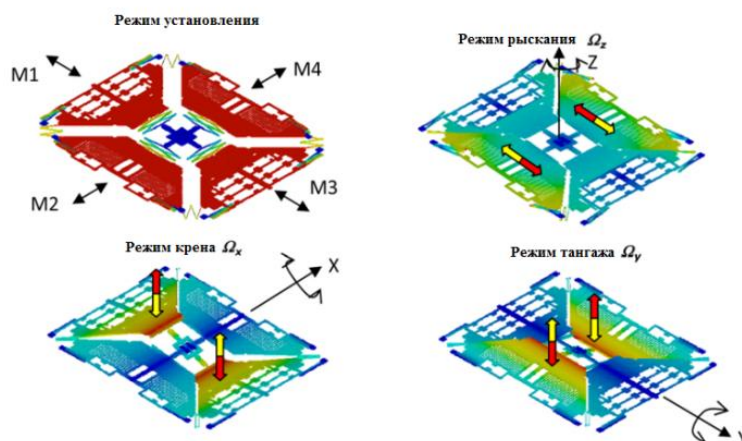 Режим установления
M1
M4
M2
M3
Режим рыскания Ωz
Z
Режим крена Ωx
X
Режим тангажа Ωy